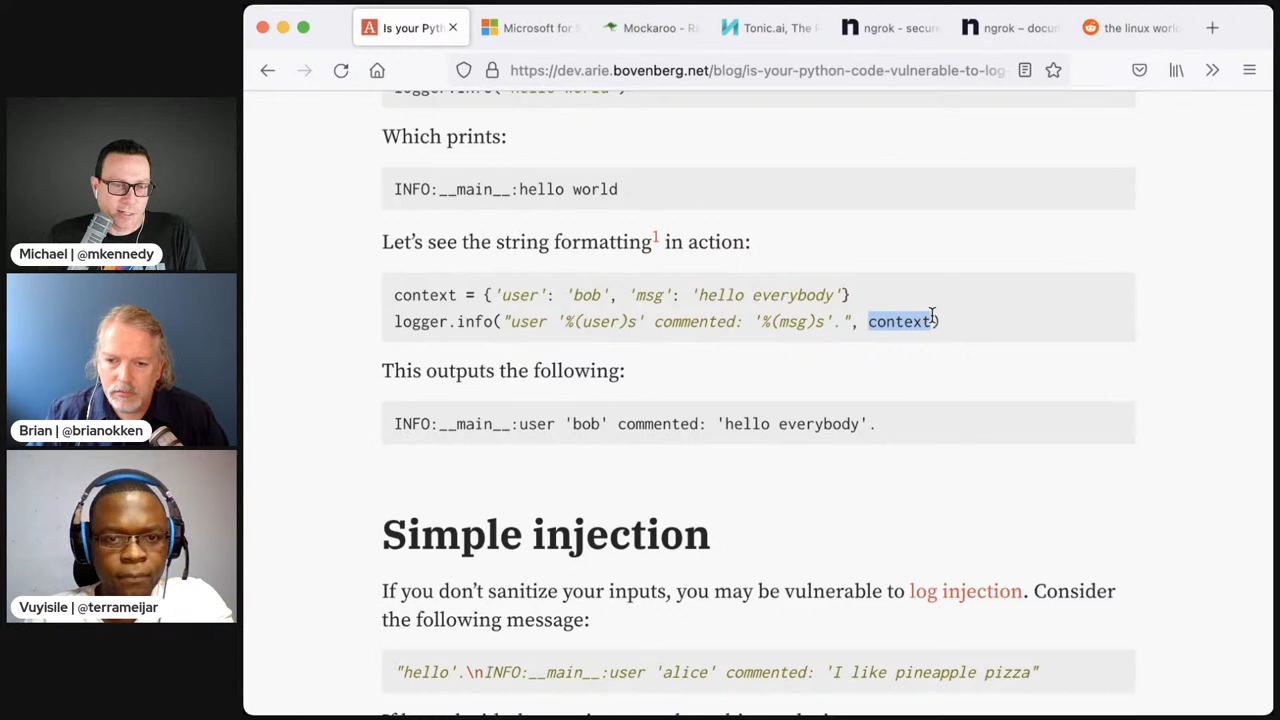 Is your Pyth
Microsoft for S
Mockaroo - R
Tonic.ai, The F
ngrok - secur
ngrok – docum
the linux worl
https://dev.arie.bovenberg.net/blog/is-your-python-code-vulnerable-to-log
Which prints:
INFO:__main__:hello world
Let's see the string formatting1 in action:
context = {'user': 'bob', 'msg': 'hello everybody'}
logger.info("user '%(user)s' commented: '%(msg)s'.", context)
This outputs the following:
INFO:__main__:user 'bob' commented: 'hello everybody'.
Simple injection
If you don't sanitize your inputs, you may be vulnerable to log injection. Consider
the following message:
"hello'.\nINFO:__main__:user 'alice' commented: 'I like pineapple pizza"
Michael | @mkennedy
Brian | @brianokken
Vuyisile | @terrameijar